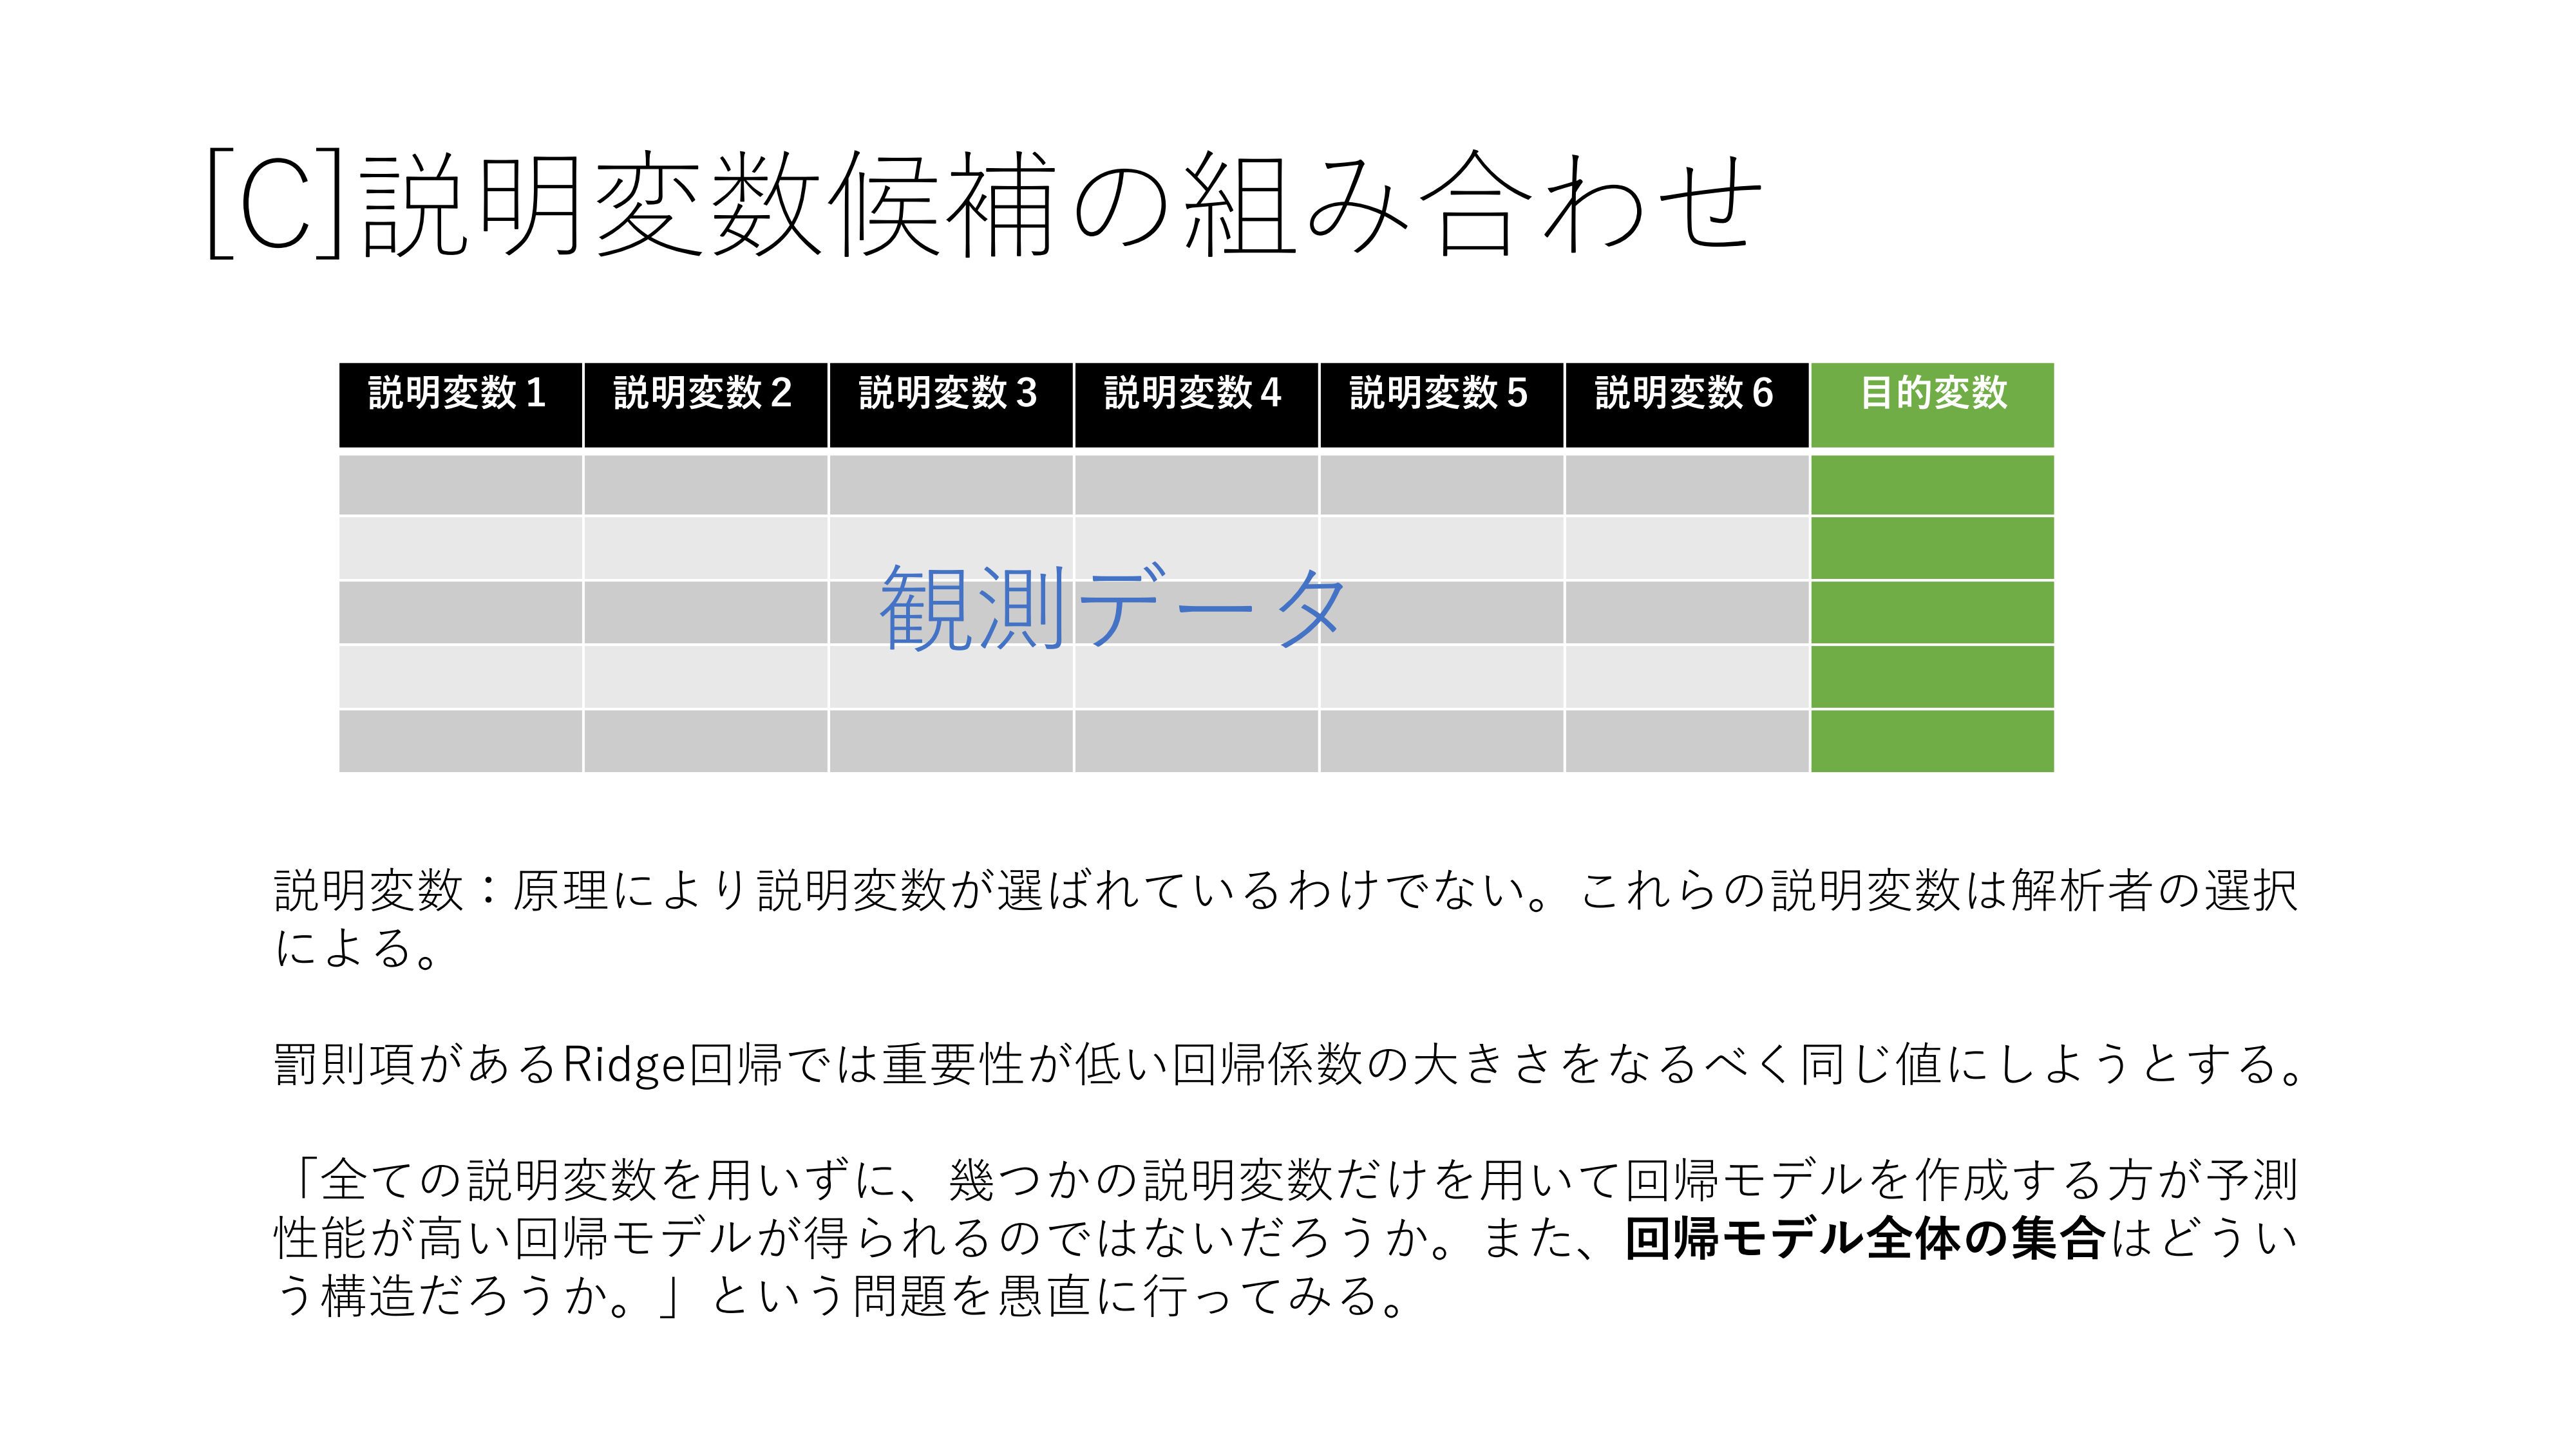 [C]説明変数候補の組み合わせ
説明変数1 説明変数2 説明変数3 説明変数4 説明変数5 説明変数6 目的変数
観測データ
説明変数：原理により説明変数が選ばれているわけでない。これらの説明変数は解析者の選択
による。
罰則項があるRidge回帰では重要性が低い回帰係数の大きさをなるべく同じ値にしようとする。
「全ての説明変数を用いずに、幾つかの説明変数だけを用いて回帰モデルを作成する方が予測
性能が高い回帰モデルが得られるのではないだろうか。また、回帰モデル全体の集合はどうい
う構造だろうか。」という問題を愚直に行ってみる。